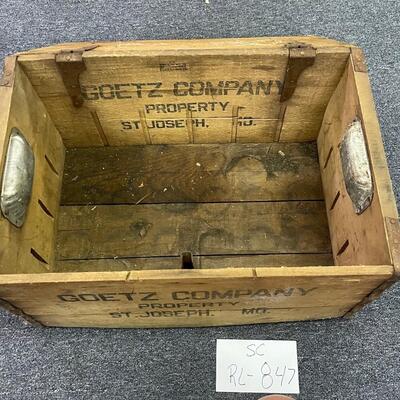 GOETZ COMPANY
PROPERTY
ST. JOSEPH, MO.
GOETZ COMPANY
PROPERTY
ST. JOSEPH, MO.
SC
RL-847